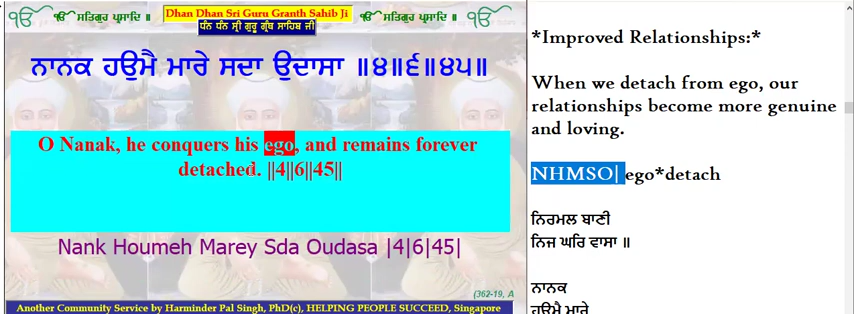 ੴ ਸਤਿਗੁਰ ਪ੍ਰਸਾਦਿ ॥ Dhan Dhan Sri Guru Granth Sahib Ji ੴ ਸਤਿਗੁਰ ਪ੍ਰਸਾਦਿ ॥
ਧੰਨ ਧੰਨ ਸ੍ਰੀ ਗੁਰੂ ਗ੍ਰੰਥ ਸਾਹਿਬ ਜੀ
ਨਾਨਕ ਹਉਮੈ ਮਾਰੇ ਸਦਾ ਉਦਾਸਾ ॥੪॥੬॥੪੫॥
O Nanak, he conquers his ego, and remains forever
detached. ||4||6||45||
Nank Houmeh Marey Sda Oudasa |4|6|45|
(362-19, A
Another Community Service by Harminder Pal Singh, PhD(c), HELPING PEOPLE SUCCEED, Singapore
*Improved Relationships:*
When we detach from ego, our
relationships become more genuine
and loving.
NHMSO| ego*detach
ਨਿਰਮਲ ਬਾਣੀ
ਨਿਜ ਘਰਿ ਵਾਸਾ ॥
ਨਾਨਕ
ਹਉਮੈ ਮਾਰੇ